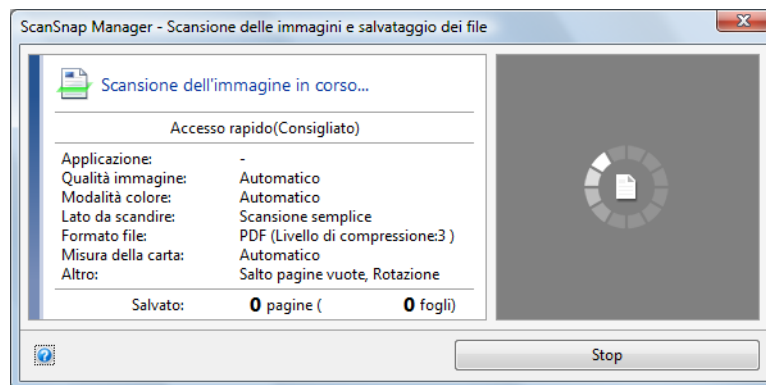 ScanSnap Manager - Scansione delle immagini e salvataggio dei file
Scansione dell'immagine in corso...
Accesso rapido(Consigliato)
Applicazione: -
Qualità immagine: Automatico
Modalità colore: Automatico
Lato da scandire: Scansione semplice
Formato file: PDF (Livello di compressione:3 )
Misura della carta: Automatico
Altro: Salto pagine vuote, Rotazione
Salvato: 0 pagine ( 0 fogli)
Stop